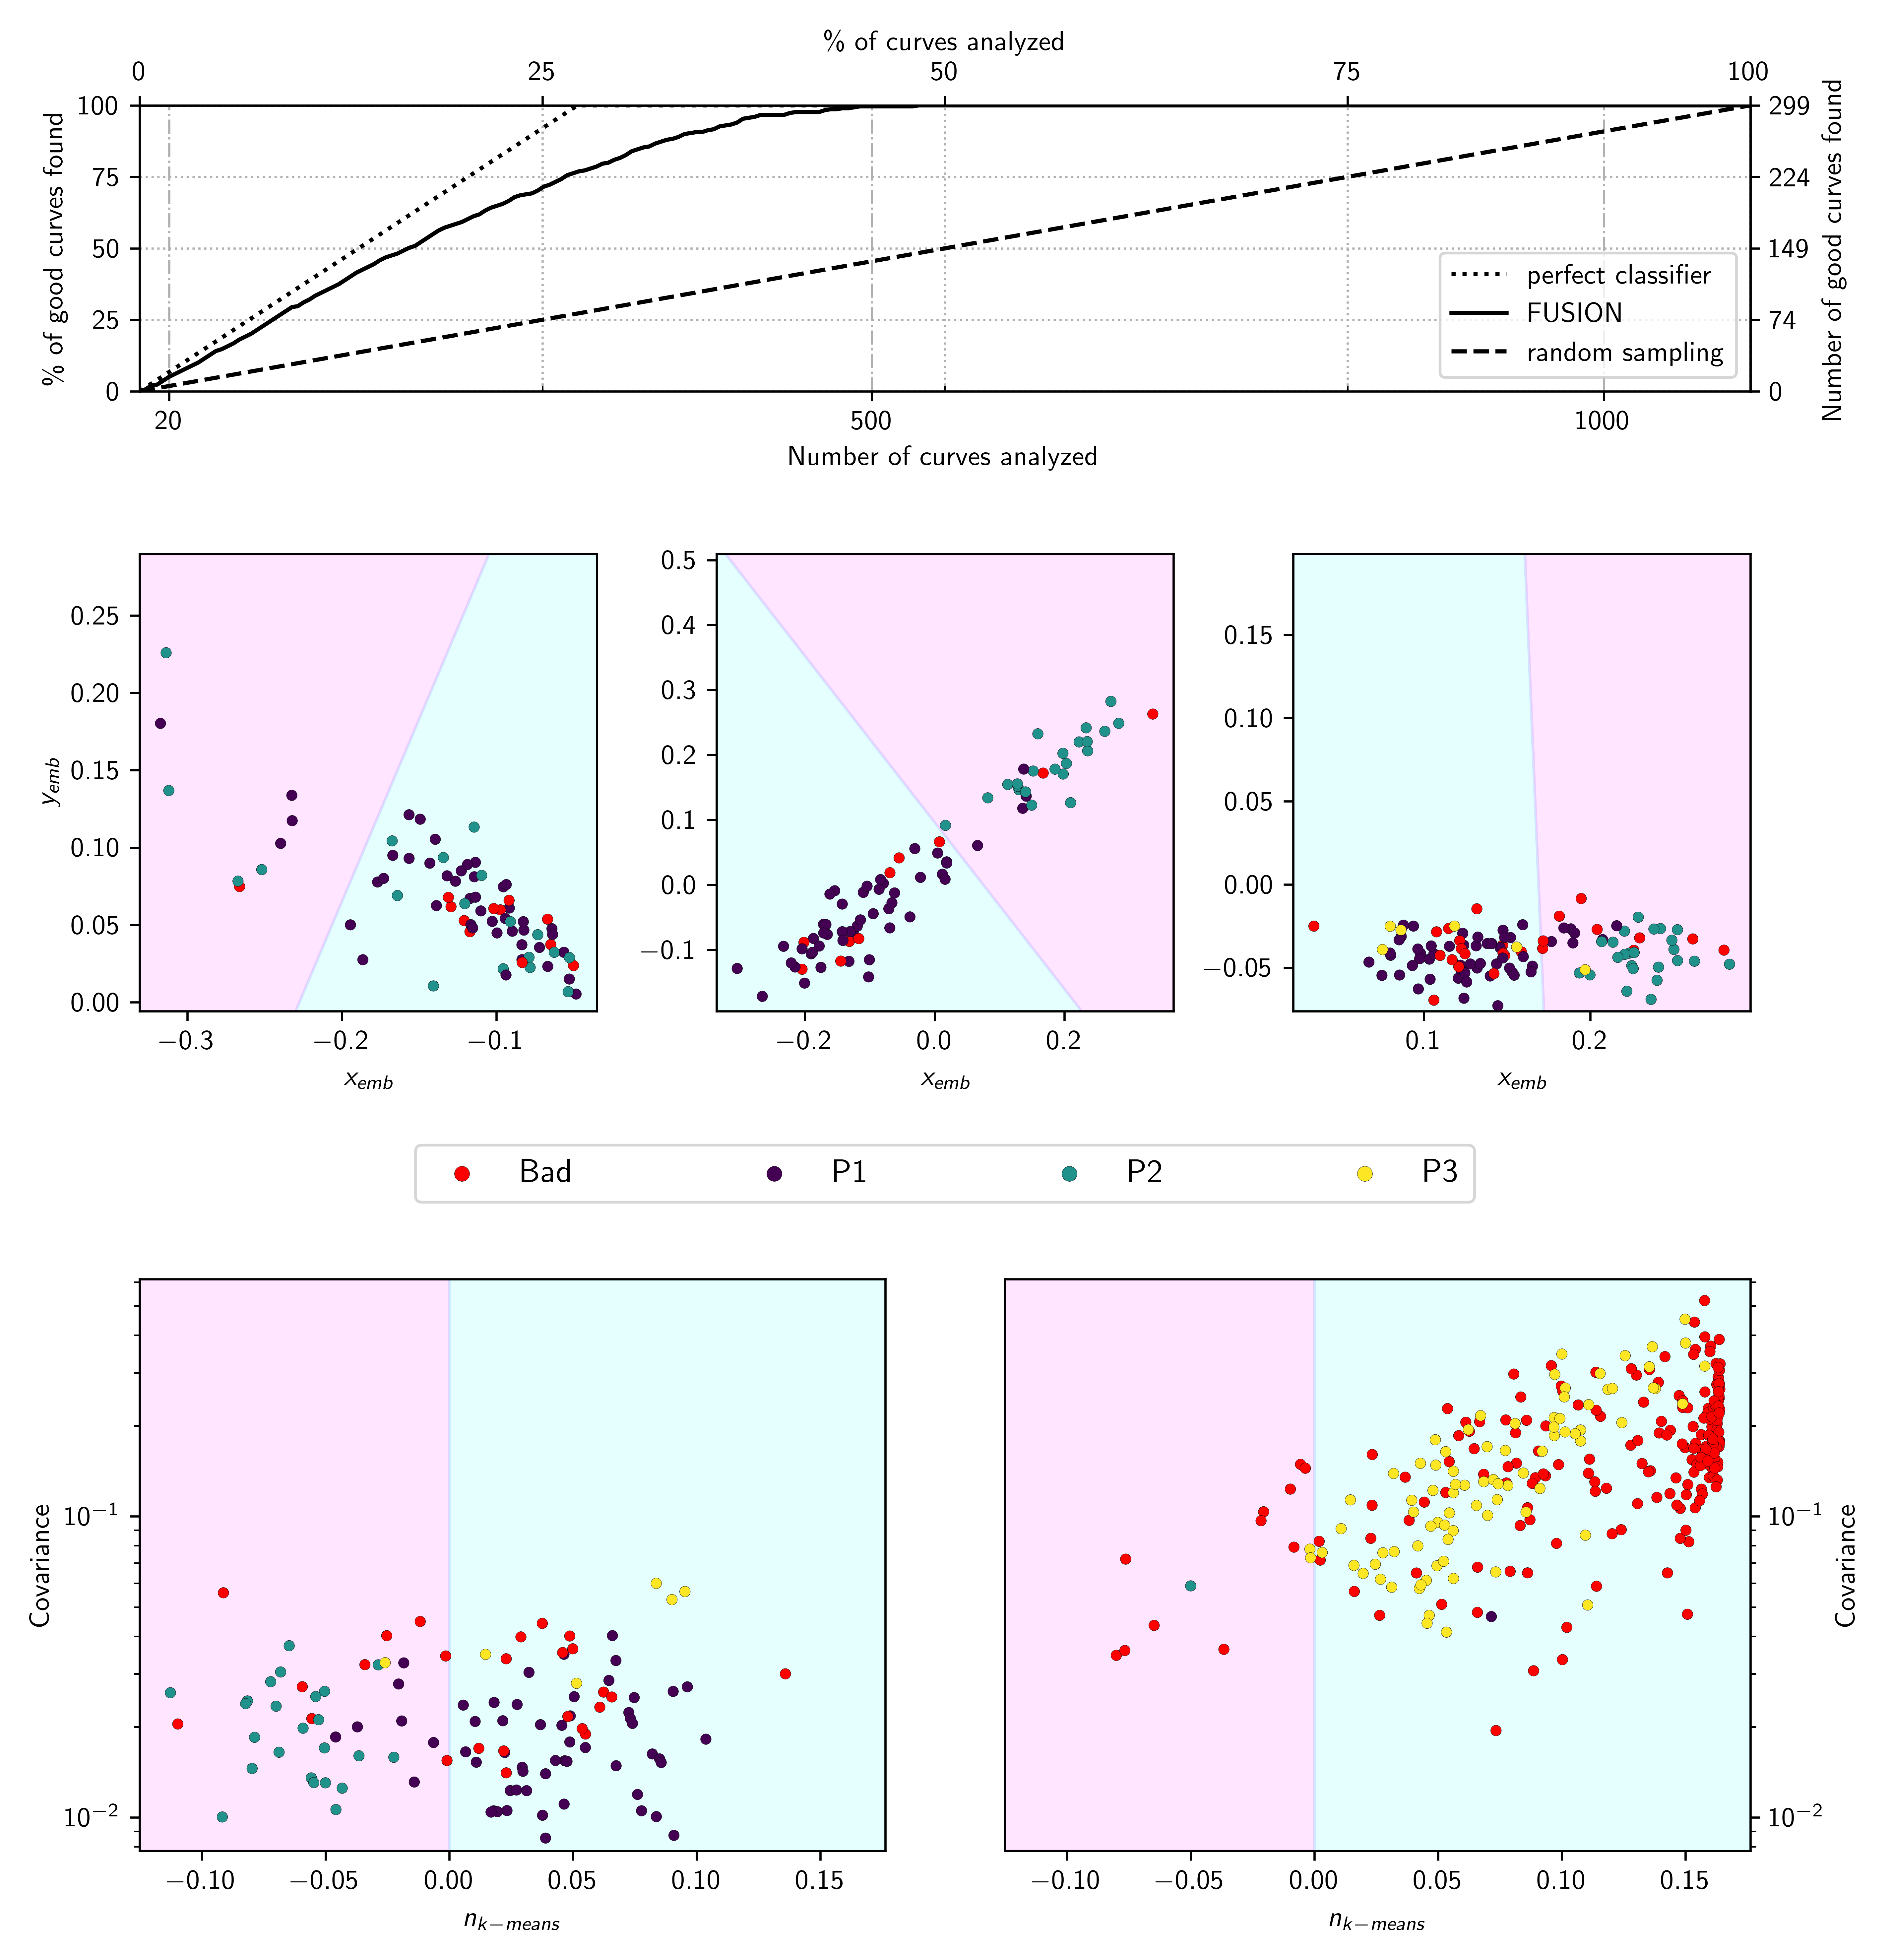 % of curves analyzed
0 25 50 75 100
% of good curves found
100 75 50 25 0
299 224 149 74 0
Number of good curves found
perfect classifier
FUSION
random sampling
20 500 1000
Number of curves analyzed
y_emb
0.25 0.20 0.15 0.10 0.05 0.00
−0.3 −0.2 −0.1
x_emb
0.5 0.4 0.3 0.2 0.1 0.0 −0.1
−0.2 0.0 0.2
x_emb
0.15 0.10 0.05 0.00 −0.05
0.1 0.2
x_emb
Bad P1 P2 P3
Covariance
10⁻¹ 10⁻²
−0.10 −0.05 0.00 0.05 0.10 0.15
n_k−means
10⁻¹ 10⁻²
Covariance
−0.10 −0.05 0.00 0.05 0.10 0.15
n_k−means